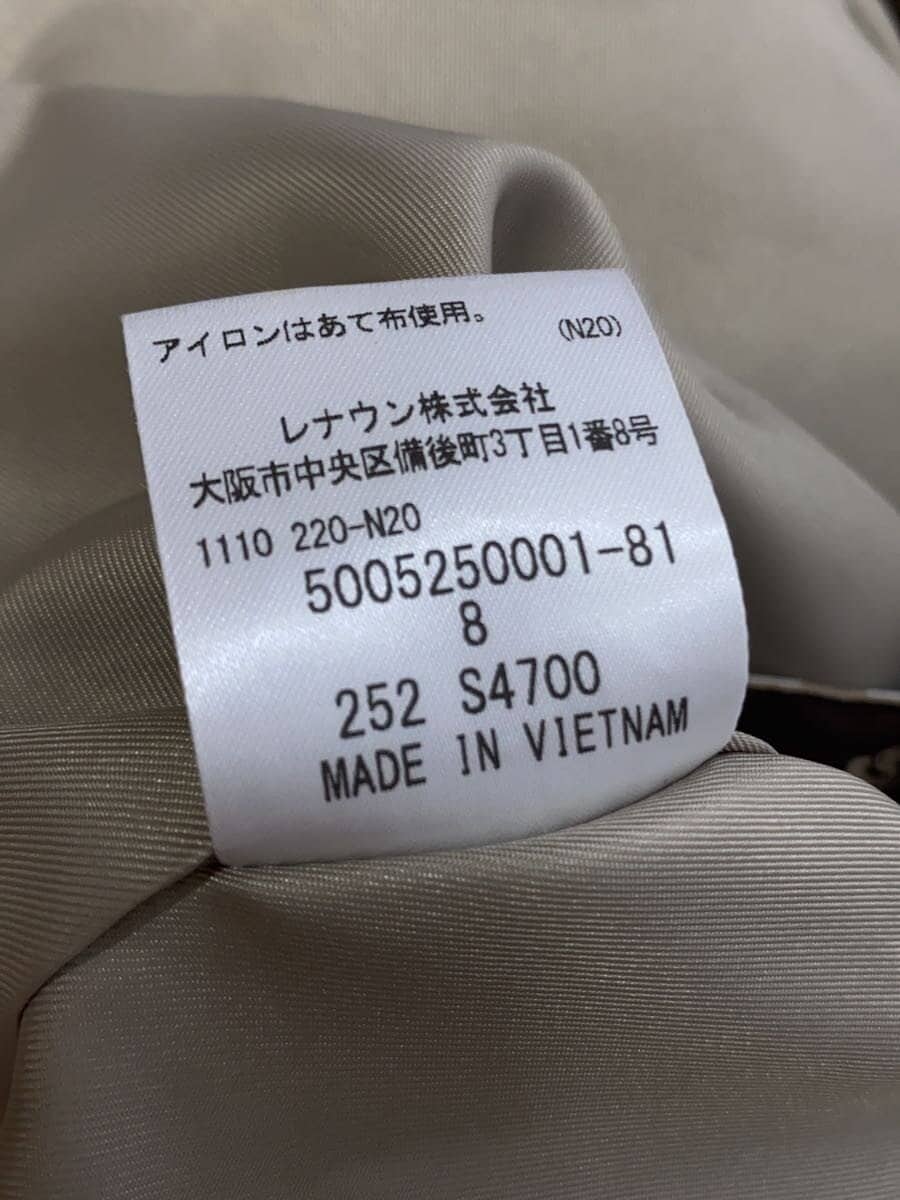 アイロンはあて布使用。 (N20)
レナウン株式会社
大阪市中央区備後町3丁目1番8号
1110 220-N20
5005250001-81
8
252 S4700
MADE IN VIETNAM